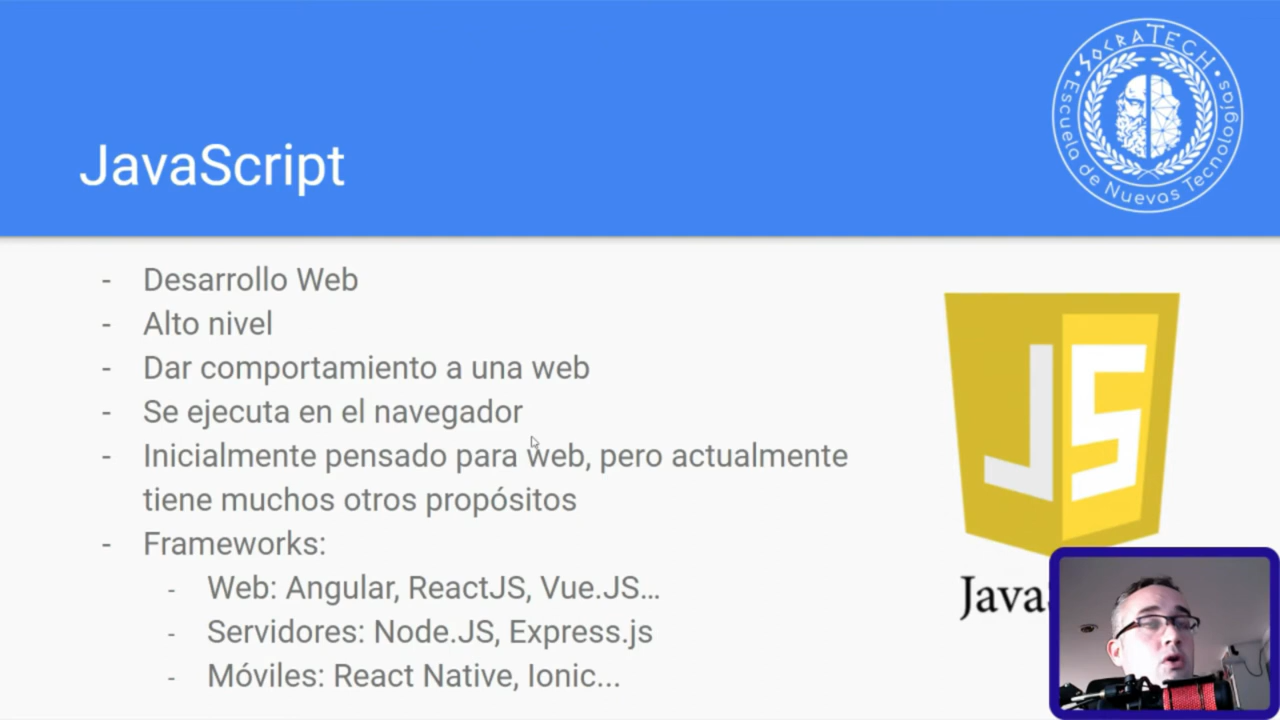 SOCRATECH
Escuela de Nuevas Tecnologías
JavaScript
- Desarrollo Web
- Alto nivel
- Dar comportamiento a una web
- Se ejecuta en el navegador
- Inicialmente pensado para web, pero actualmente
tiene muchos otros propósitos
- Frameworks:
- Web: Angular, ReactJS, Vue.JS...
- Servidores: Node.JS, Express.js
- Móviles: React Native, Ionic...
JS
Java